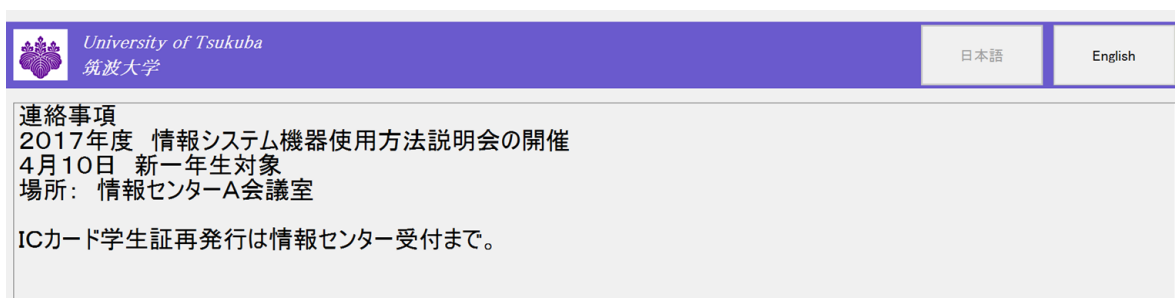 University of Tsukuba
筑波大学
日本語
English
連絡事項
2017年度 情報システム機器使用方法説明会の開催
4月10日 新一年生対象
場所： 情報センターA会議室
ICカード学生証再発行は情報センター受付まで。